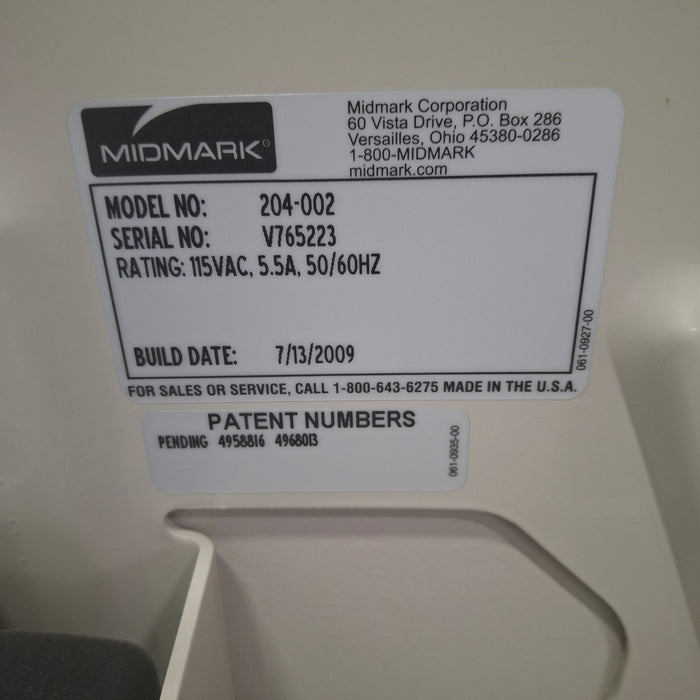 MIDMARK®
Midmark Corporation
60 Vista Drive, P.O. Box 286
Versailles, Ohio 45380-0286
1-800-MIDMARK
midmark.com
MODEL NO: 204-002
SERIAL NO: V765223
RATING: 115VAC, 5.5A, 50/60HZ
BUILD DATE: 7/13/2009
061-0927-00
FOR SALES OR SERVICE, CALL 1-800-643-6275 MADE IN THE U.S.A.
PATENT NUMBERS
PENDING 4958816 4968013
061-0935-00